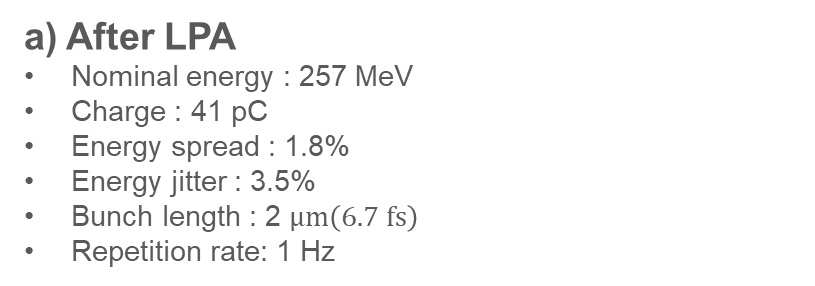 a) After LPA
• Nominal energy : 257 MeV
• Charge : 41 pC
• Energy spread : 1.8%
• Energy jitter : 3.5%
• Bunch length : 2 μm(6.7 fs)
• Repetition rate: 1 Hz